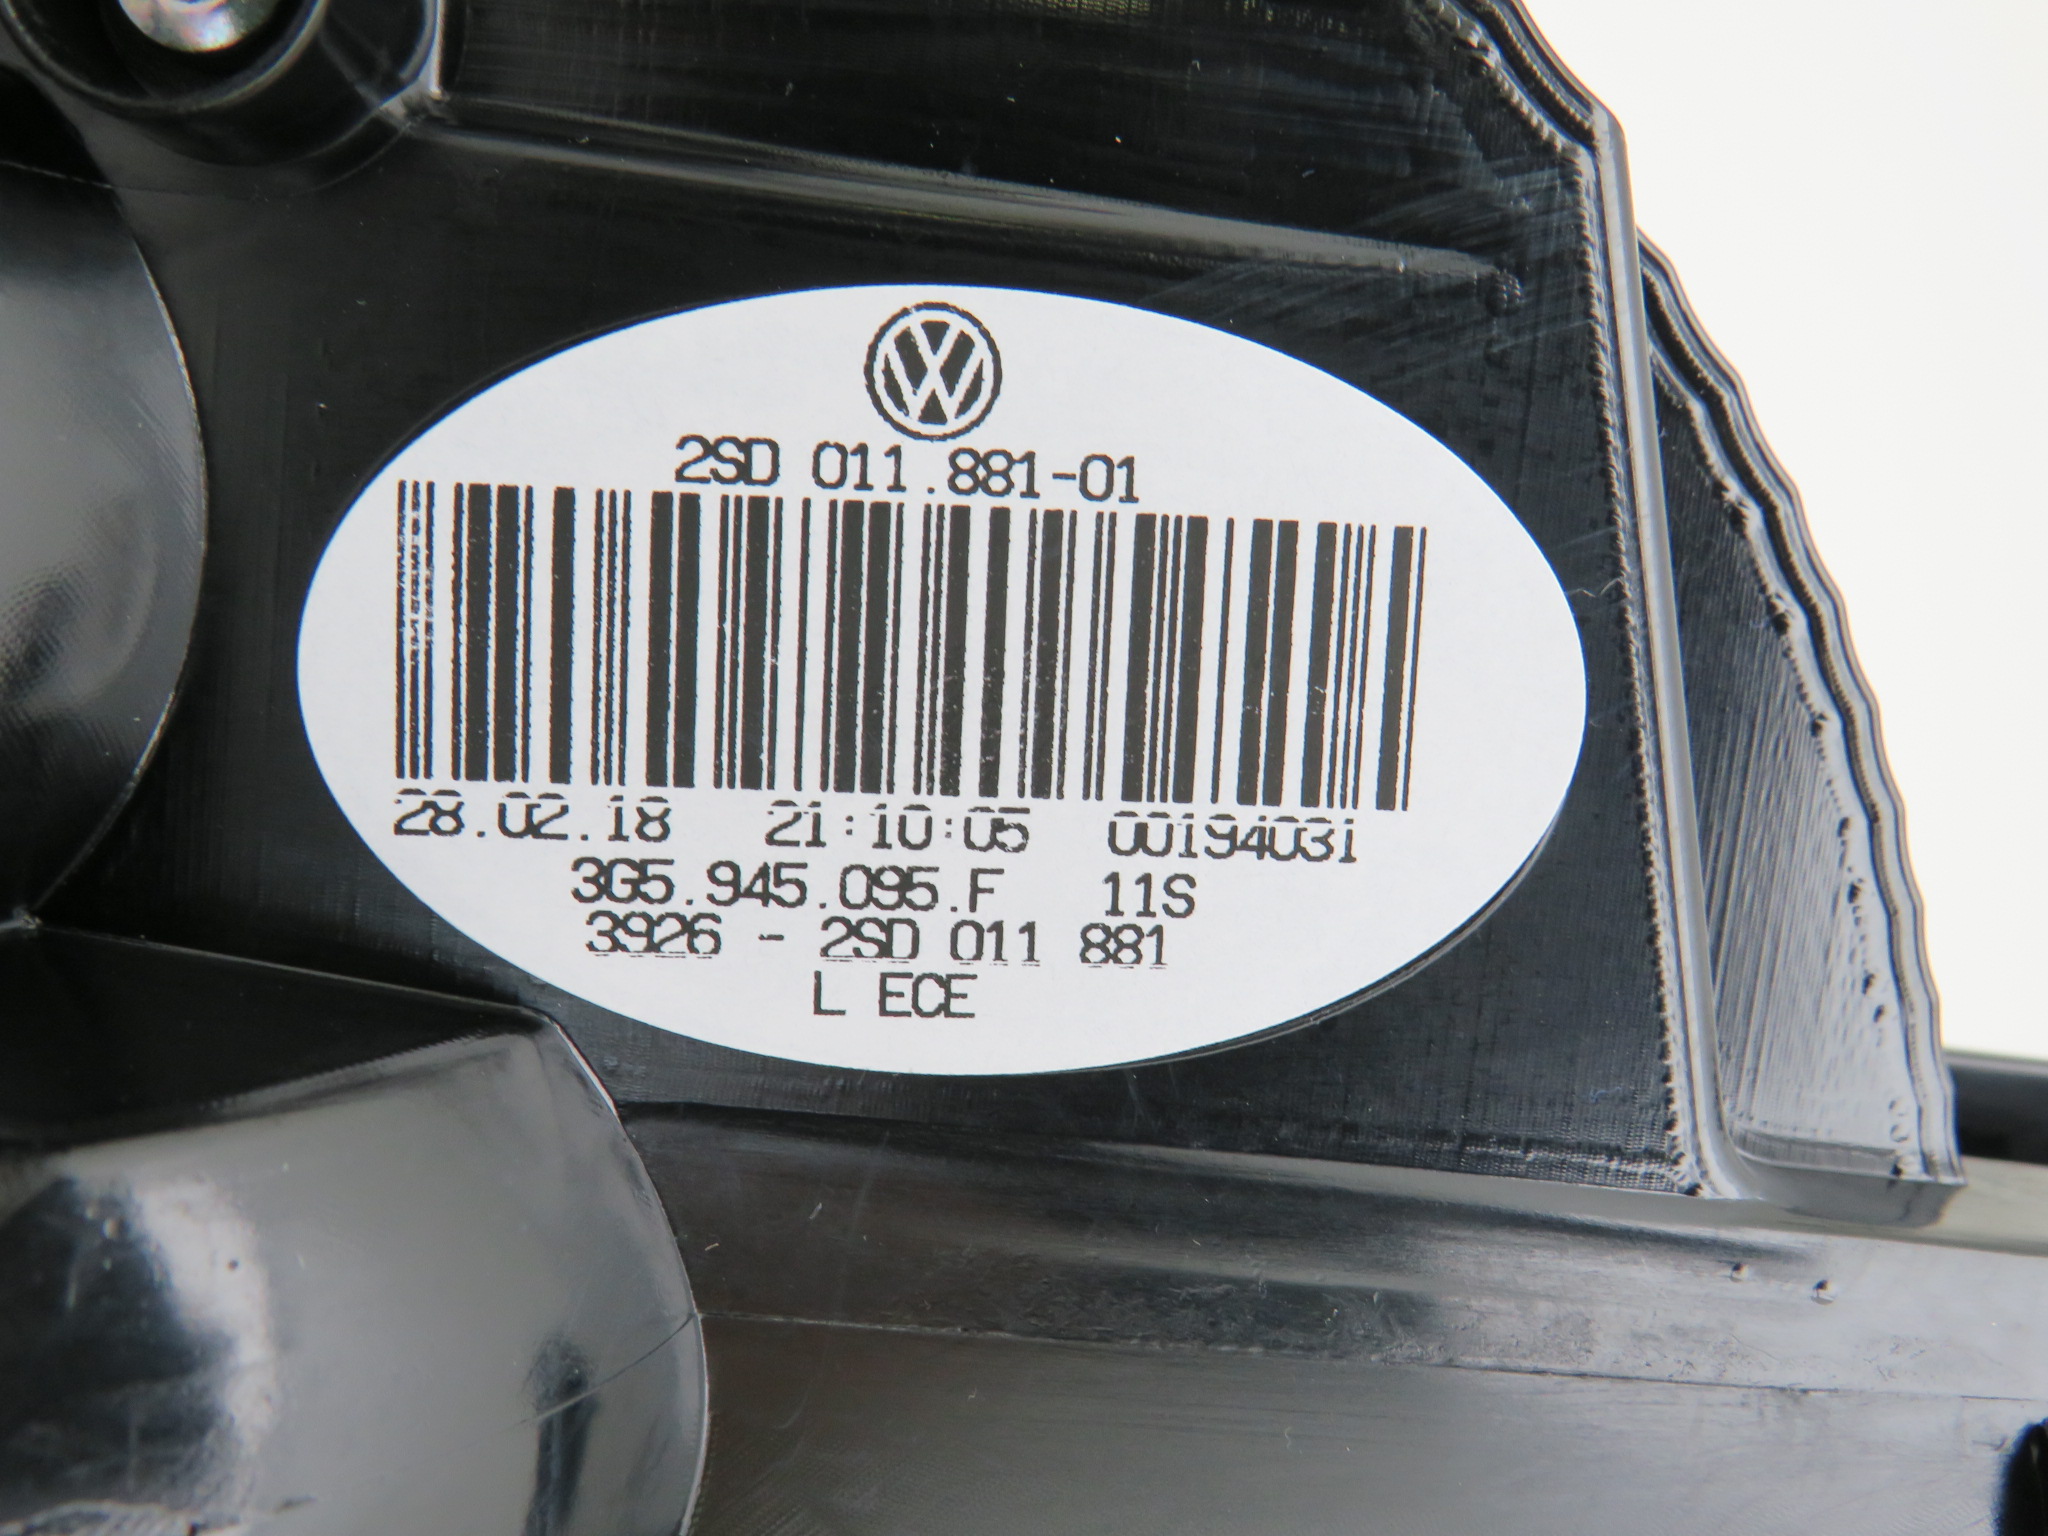 2SD 011.881-01
28.02.18 21:10:05 00194031
3G5.945.095.F 11S
3926 - 2SD 011 881
L ECE